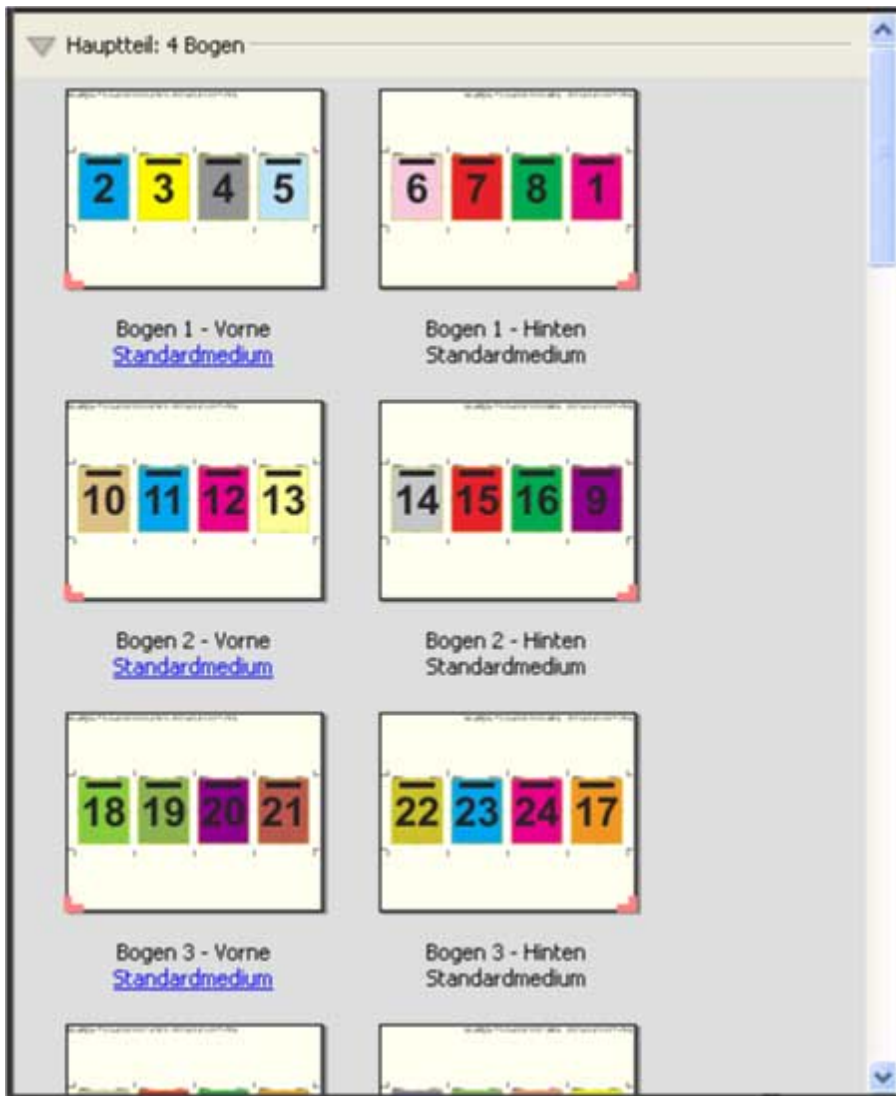 Hauptteil: 4 Bogen
2 3 4 5
6 7 8 1
Bogen 1 - Vorne
Standardmedium
Bogen 1 - Hinten
Standardmedium
10 11 12 13
14 15 16 9
Bogen 2 - Vorne
Standardmedium
Bogen 2 - Hinten
Standardmedium
18 19 20 21
22 23 24 17
Bogen 3 - Vorne
Standardmedium
Bogen 3 - Hinten
Standardmedium